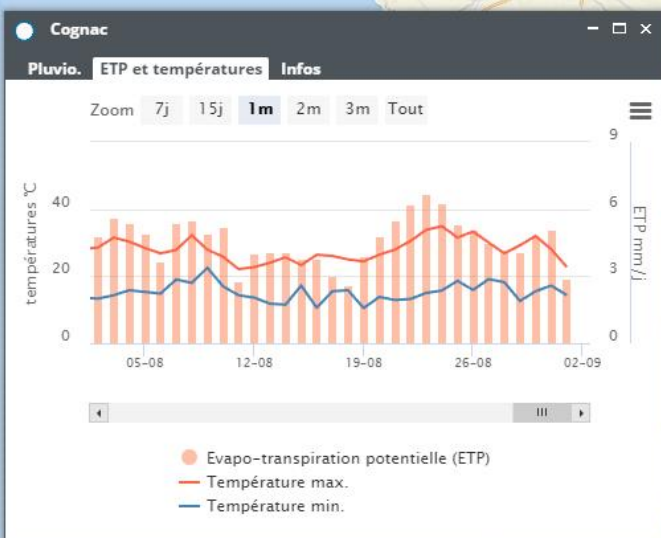 Cognac
Pluvio. ETP et températures Infos
Zoom 7j 15j 1m 2m 3m Tout
températures °C
40
20
0
9
6
3
0
ETP mm/j
05-08 12-08 19-08 26-08 02-09
Evapo-transpiration potentielle (ETP)
Température max.
Température min.